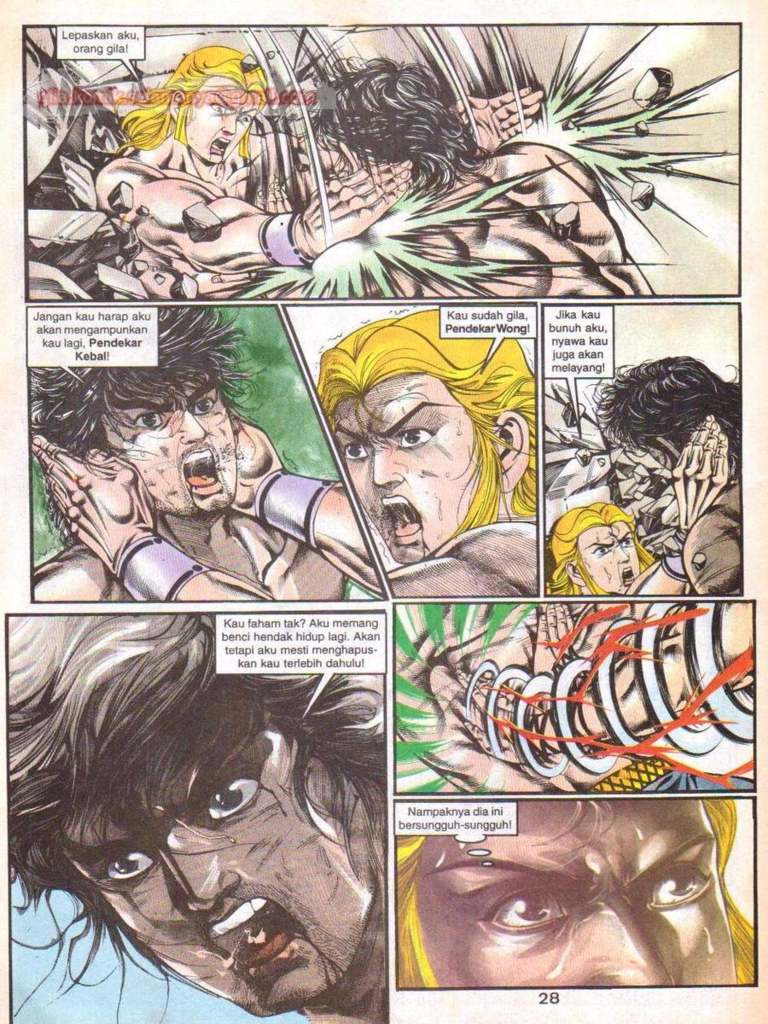 Lepaskan aku,
orang gila!
Jangan kau harap aku
akan mengampunkan
kau lagi, Pendekar
Kebal!
Kau sudah gila,
Pendekar Wong!
Jika kau
bunuh aku,
nyawa kau
juga akan
melayang!
Kau faham tak? Aku memang
benci hendak hidup lagi. Akan
tetapi aku mesti menghapus-
kan kau terlebih dahulu!
Nampaknya dia ini
bersungguh-sungguh!
28